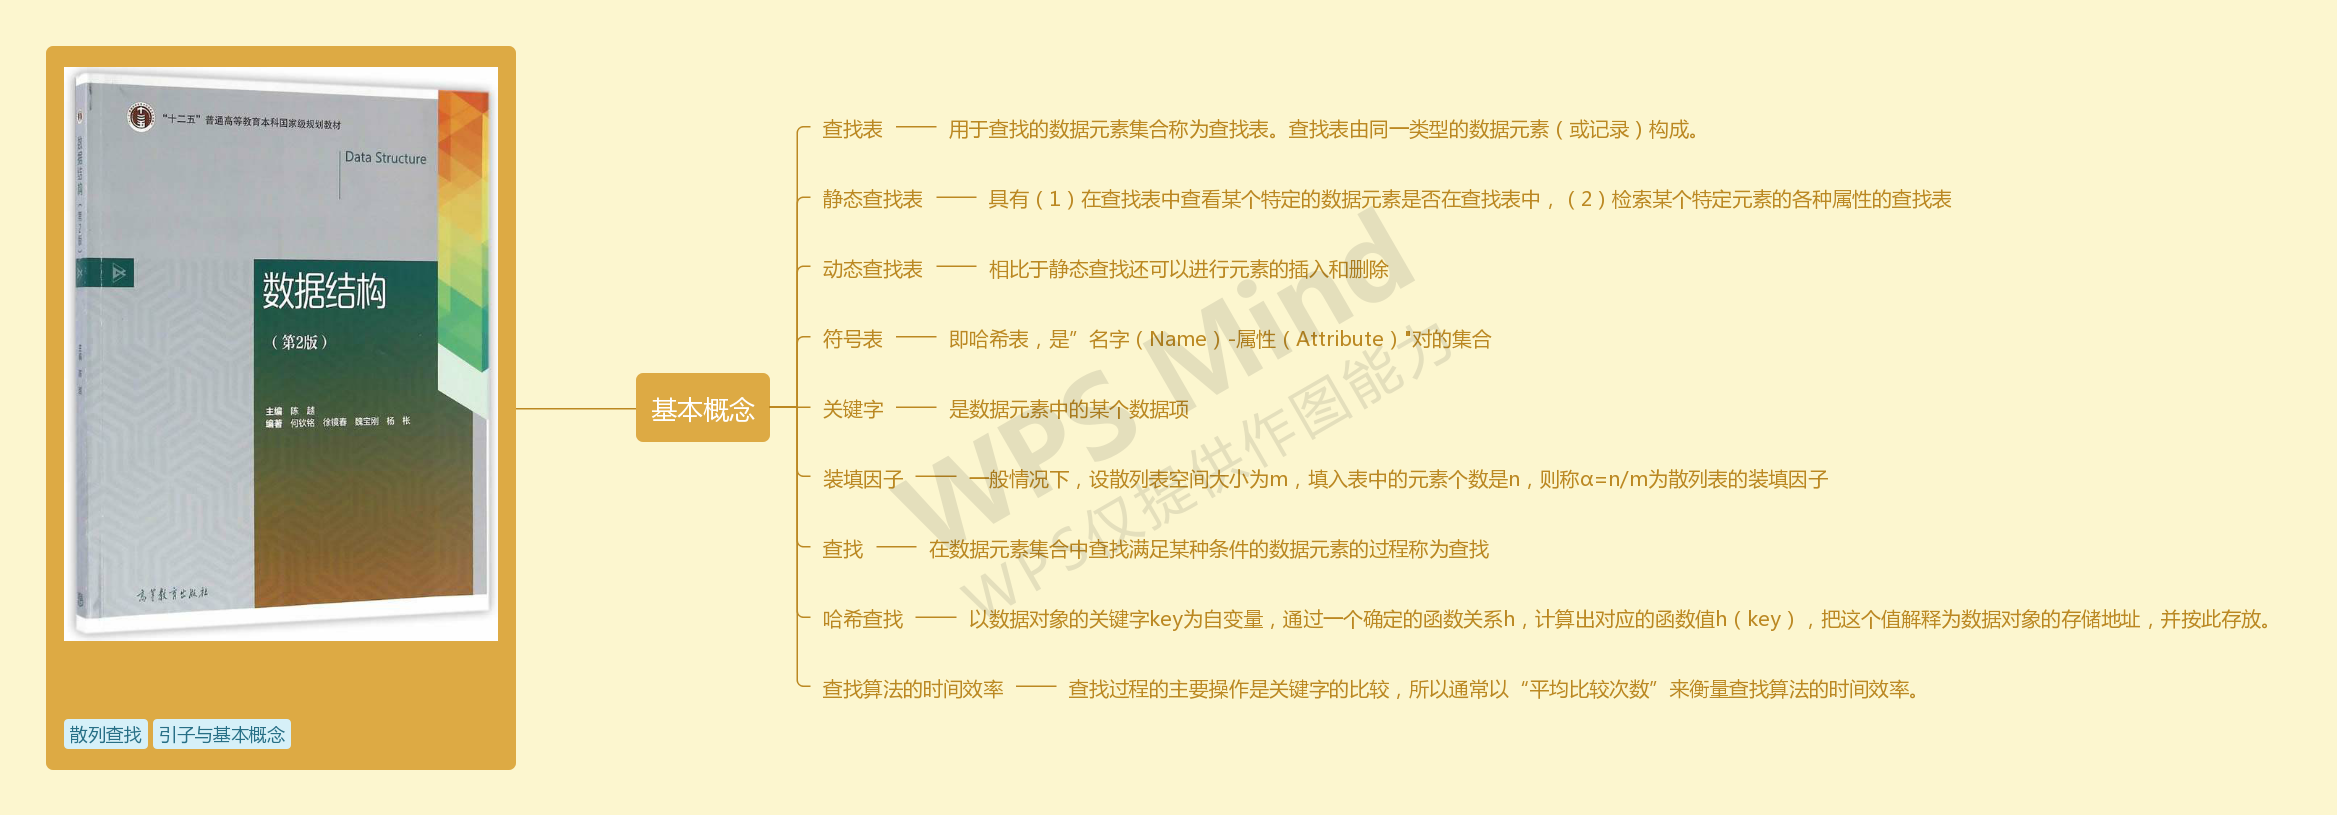 “十二五”普通高等教育本科国家级规划教材
Data Structure
数据结构
（第2版）
主编 陈 越
编著 何钦铭 徐镜春 魏宝刚 杨 枨
高等教育出版社
散列查找 引子与基本概念
基本概念
查找表 用于查找的数据元素集合称为查找表。查找表由同一类型的数据元素（或记录）构成。
静态查找表 具有（1）在查找表中查看某个特定的数据元素是否在查找表中，（2）检索某个特定元素的各种属性的查找表
动态查找表 相比于静态查找还可以进行元素的插入和删除
符号表 即哈希表，是”名字（Name）-属性（Attribute）"对的集合
关键字 是数据元素中的某个数据项
装填因子 一般情况下，设散列表空间大小为m，填入表中的元素个数是n，则称α=n/m为散列表的装填因子
查找 在数据元素集合中查找满足某种条件的数据元素的过程称为查找
哈希查找 以数据对象的关键字key为自变量，通过一个确定的函数关系h，计算出对应的函数值h（key），把这个值解释为数据对象的存储地址，并按此存放。
查找算法的时间效率 查找过程的主要操作是关键字的比较，所以通常以“平均比较次数”来衡量查找算法的时间效率。
WPS Mind
WPS仅提供作图能力